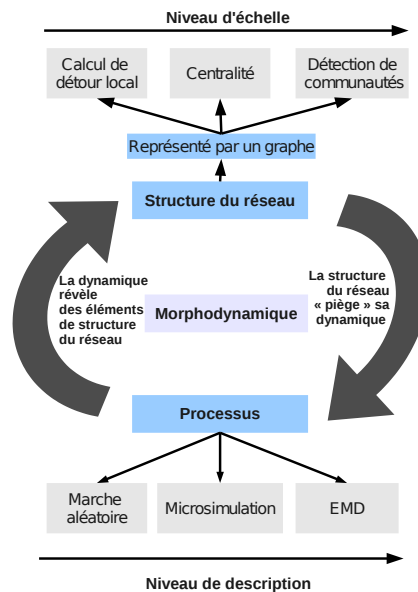 Niveau d'échelle
Calcul de
détour local
Centralité
Détection de
communautés
Représenté par un graphe
Structure du réseau
La dynamique
révèle
des éléments
de structure
du réseau
Morphodynamique
La structure
du réseau
« piège » sa
dynamique
Processus
Marche
aléatoire
Microsimulation
EMD
Niveau de description